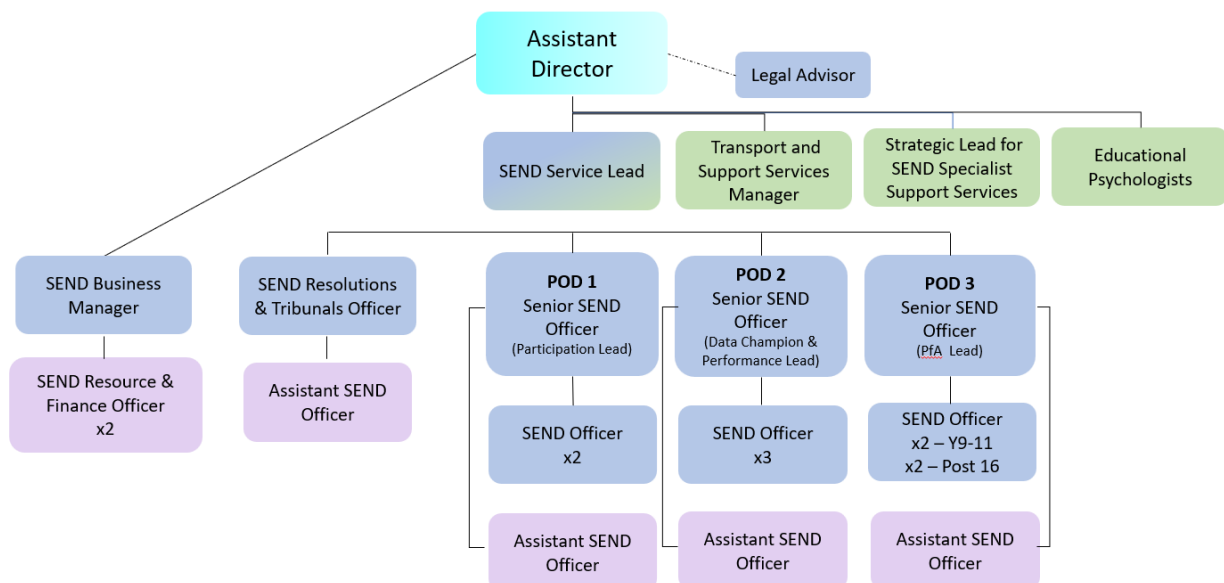 Assistant
Director
Legal Advisor
SEND Service Lead
Transport and
Support Services
Manager
Strategic Lead for
SEND Specialist
Support Services
Educational
Psychologists
SEND Business
Manager
SEND Resolutions
& Tribunals Officer
POD 1
Senior SEND
Officer
(Participation Lead)
POD 2
Senior SEND
Officer
(Data Champion &
Performance Lead)
POD 3
Senior SEND
Officer
(PfA Lead)
SEND Resource &
Finance Officer
x2
Assistant SEND
Officer
SEND Officer
x2
SEND Officer
x3
SEND Officer
x2 – Y9-11
x2 – Post 16
Assistant SEND
Officer
Assistant SEND
Officer
Assistant SEND
Officer